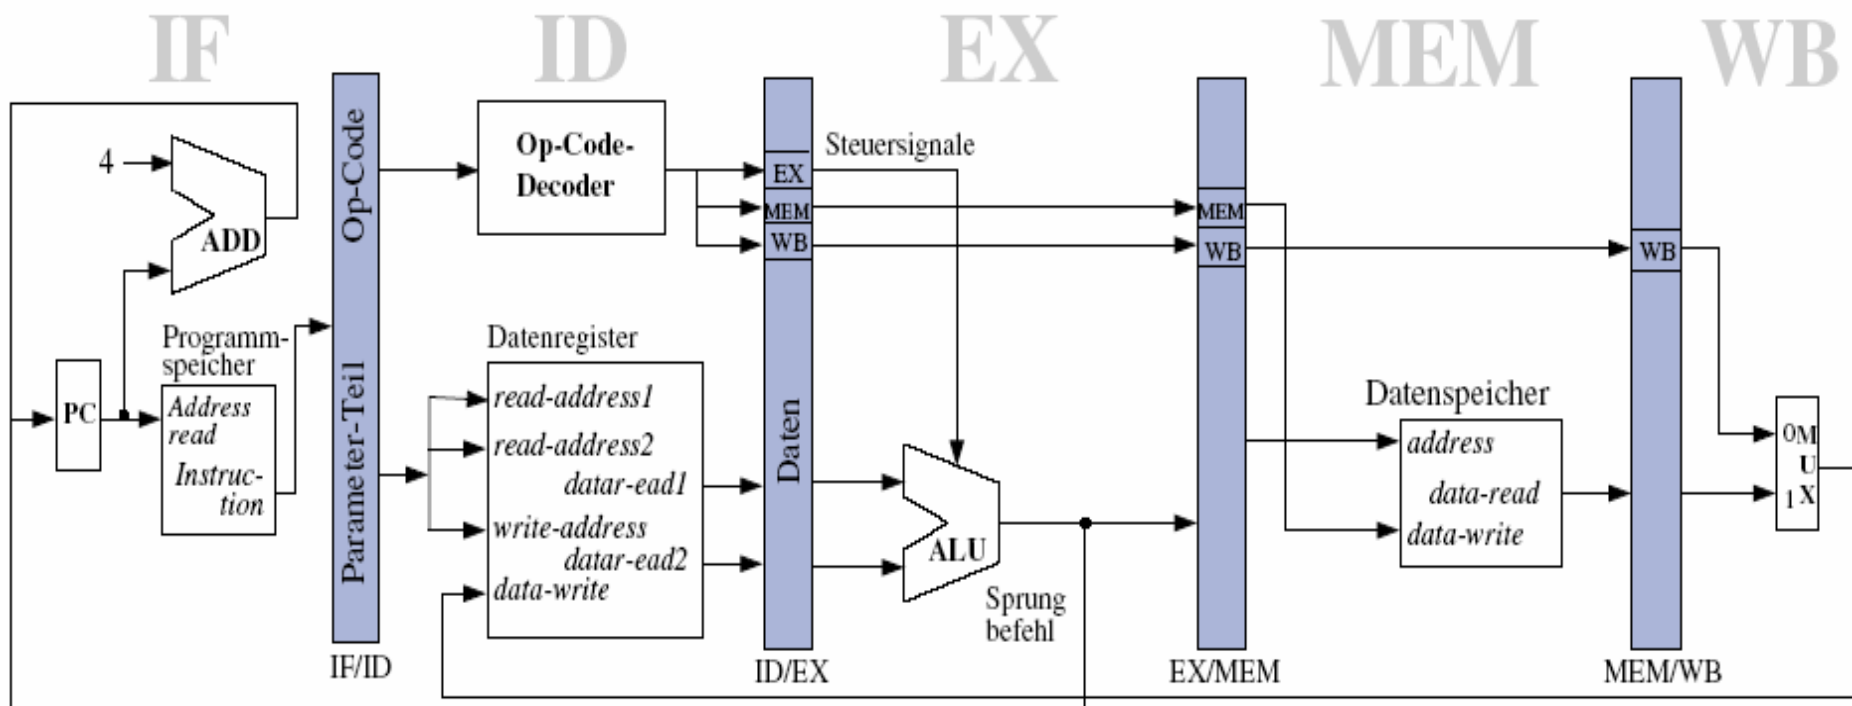 IF
ID
EX
MEM
WB
4
ADD
Programm-
speicher
PC
Address
read
Instruc-
tion
Op-Code
Parameter-Teil
IF/ID
Op-Code-
Decoder
Datenregister
read-address1
read-address2
datar-ead1
write-address
datar-ead2
data-write
EX
MEM
WB
Daten
ID/EX
Steuersignale
ALU
Sprung
befehl
MEM
WB
EX/MEM
Datenspeicher
address
data-read
data-write
WB
MEM/WB
0M
U
1X